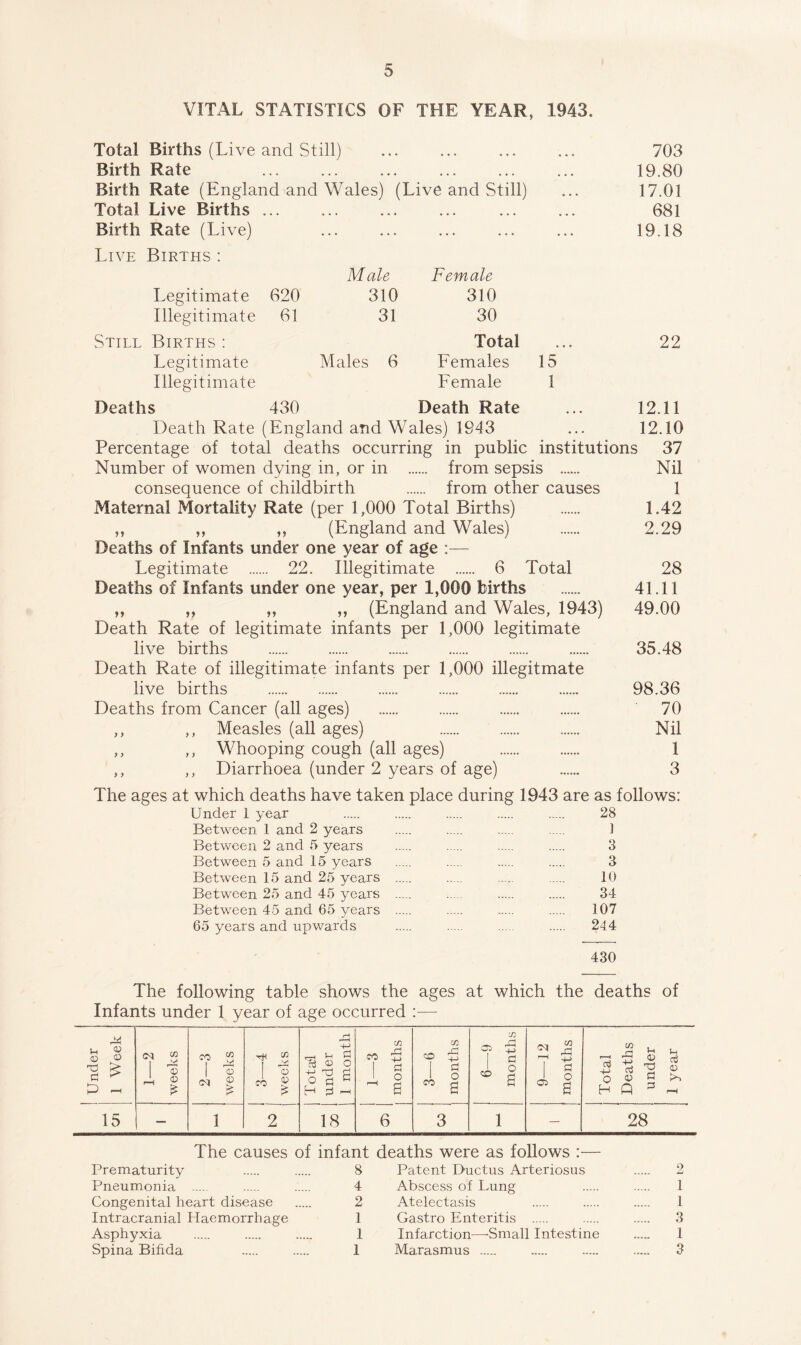 5
VITAL STATISTICS OF THE YEAR, 1943.
Total Births (Live and Still) ... ... ... ... 703
Birth Rate ... ... ... ... ... ... 19.80
Birth Rate (England and Wales) (Live and Still) ... 17.01
Total Live Births ... ... ... ... ... ... 681
Birth Rate (Live) ... ... ... ... ... 19.18
Live Births :
Male Female
Legitimate 620 310 310
Illegitimate 61 31 30
Still Births : Total ... 22
Legitimate Males 6 Females 15
Illegitimate Female 1
Deaths 430 Death Rate ... 12.11
Death Rate (England and Wales) 1943 ... 12.10
Percentage of total deaths occurring in public institutions 37
Number of women dying in, or in ...... from sepsis ...... Nil
consequence of childbirth ...... from other causes 1
Maternal Mortality Rate (per 1,000 Total Births) ...... 1.42
,, ,, ,, (England and Wales) ...... 2.29
Deaths of Infants under one year of age :—
Legitimate ...... 22. Illegitimate ...... 6 Total 28
Deaths of Infants under one year, per 1,000 births ...... 41.11
,, ,, ,, ,, (England and Wales, 1943) 49.00
Death Rate of legitimate infants per 1,000 legitimate
live births ...... ...... ...... ...... ...... ...... 35.48
Death Rate of illegitimate infants per 1,000 illegitmate
live births ...... ...... ...... ...... ...... ...... 98.36
Deaths from Cancer (all ages) ...... ...... ...... ...... 70
,, ,, Measles (all ages) ...... ...... ...... Nil
,, ,, Whooping cough (all ages) ...... ...... 1
,, ,, Diarrhoea (under 2 years of age) ...... 3
The ages at which deaths have taken place during 1943 are as follows:
Under 1 year ..... ..... ..... ..... ..... 28
Between 1 and 2 years ..... ..... ..... ..... 1
Between 2 and 5 years ..... ..... ..... ..... 3
Between 5 and 15 years ..... ..... ..... ..... 3
Between 15 and 25 years ..... ..... ..... ..... 10
Between 25 and 45 years ..... ..... ..... ..... 34
Between 45 and 65 years ..... ..... ..... ..... 107
65 years and upwards ..... ..... ..... ..... 244
430
The following table shows the ages at which the deaths of
Infants under 1 year of age occurred :—
Under 1 Week | 1—2 weeks | 2—3 weeks | 3—4 weeks | Total under 1 month | 1—3 months | 3—6 months | 6—9 months | 9—12 months | Total Deaths under 1 year
15 | – | 1 | 2 | 18 | 6 | 3 | 1 | – | 28
The causes of infant deaths were as follows :—
Prematurity ..... ..... 8 Patent Ductus Arteriosus ..... 2
Pneumonia ..... ..... ..... 4 Abscess of Lung ..... ..... 1
Congenital heart disease ..... 2 Atelectasis ..... ..... ..... 1
Intracranial Haemorrhage 1 Gastro Enteritis ..... ..... ..... 3
Asphyxia ..... ..... ..... 1 Infarction—Small Intestine ..... 1
Spina Bifida ..... ..... 1 Marasmus ..... ..... ..... ..... 3